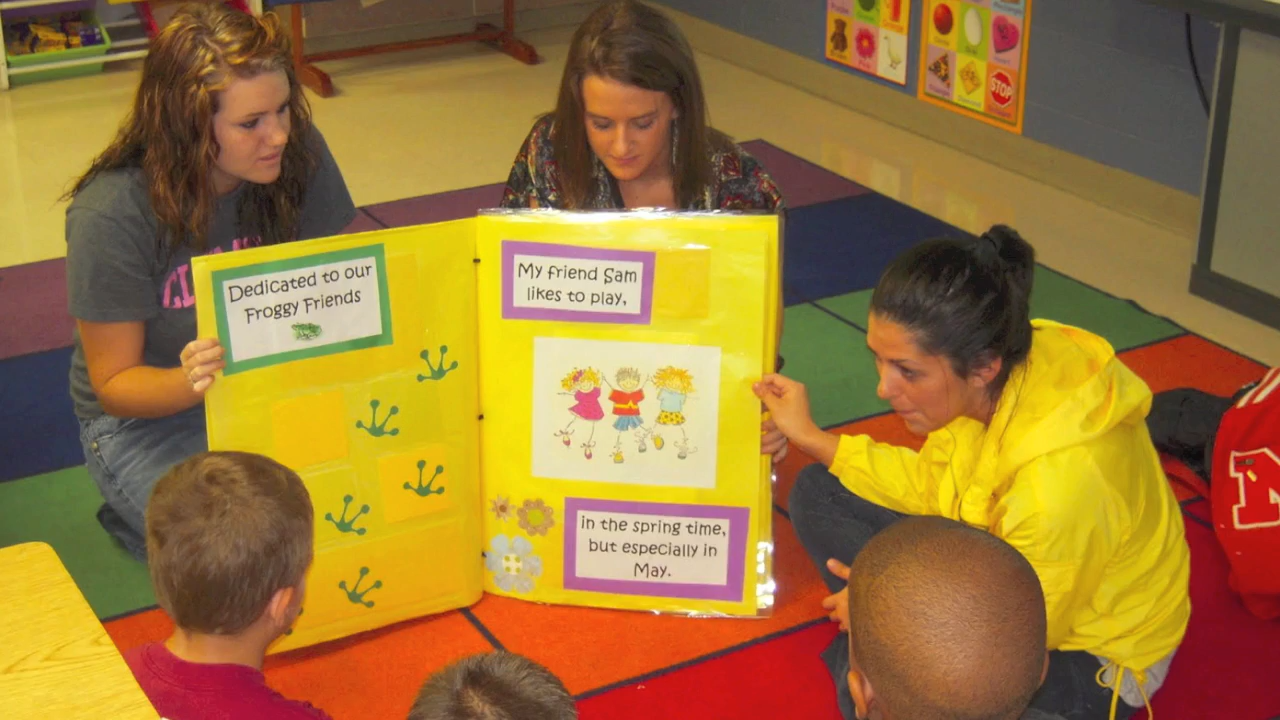 Dedicated to our
Froggy Friends
My friend Sam
likes to play,
in the spring time,
but especially in
May.
STOP